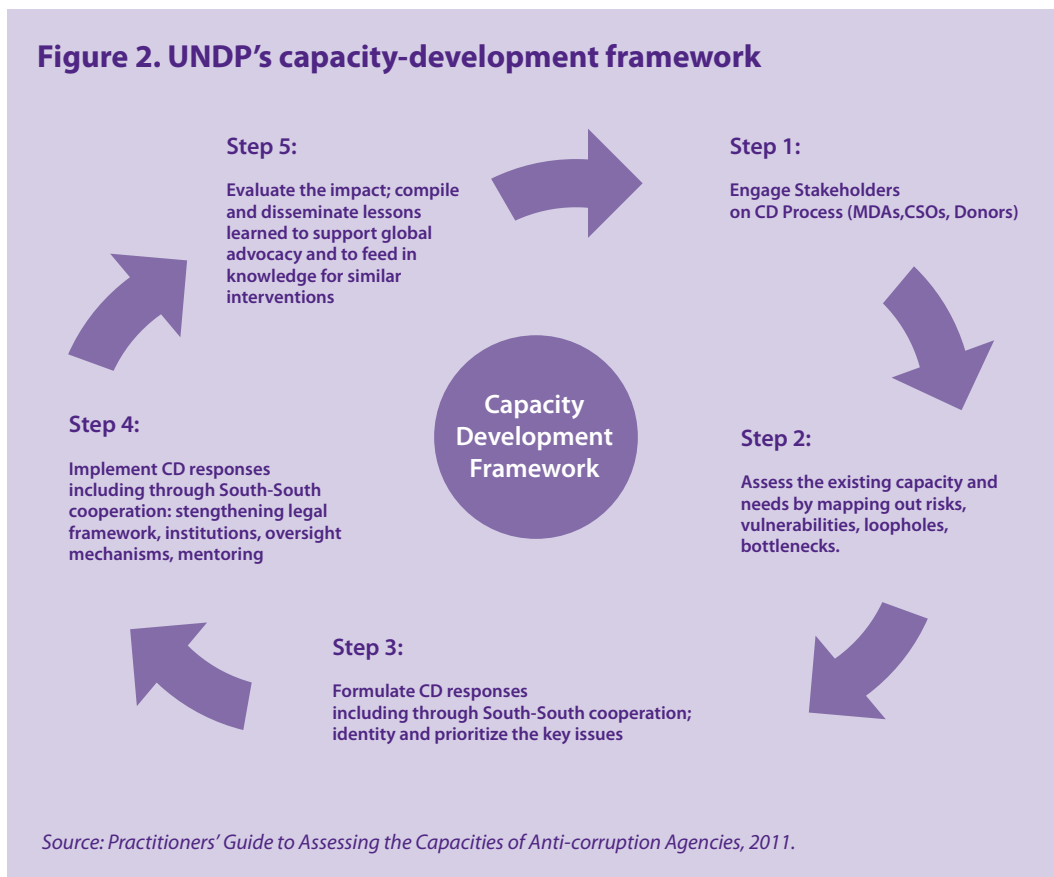 Figure 2. UNDP’s capacity-development framework
Step 1:
Engage Stakeholders
on CD Process (MDAs,CSOs, Donors)
Step 2:
Assess the existing capacity and
needs by mapping out risks,
vulnerabilities, loopholes,
bottlenecks.
Step 3:
Formulate CD responses
including through South-South cooperation;
identity and prioritize the key issues
Step 4:
Implement CD responses
including through South-South
cooperation: stengthening legal
framework, institutions, oversight
mechanisms, mentoring
Step 5:
Evaluate the impact; compile
and disseminate lessons
learned to support global
advocacy and to feed in
knowledge for similar
interventions
Capacity
Development
Framework
Source: Practitioners’ Guide to Assessing the Capacities of Anti-corruption Agencies, 2011.